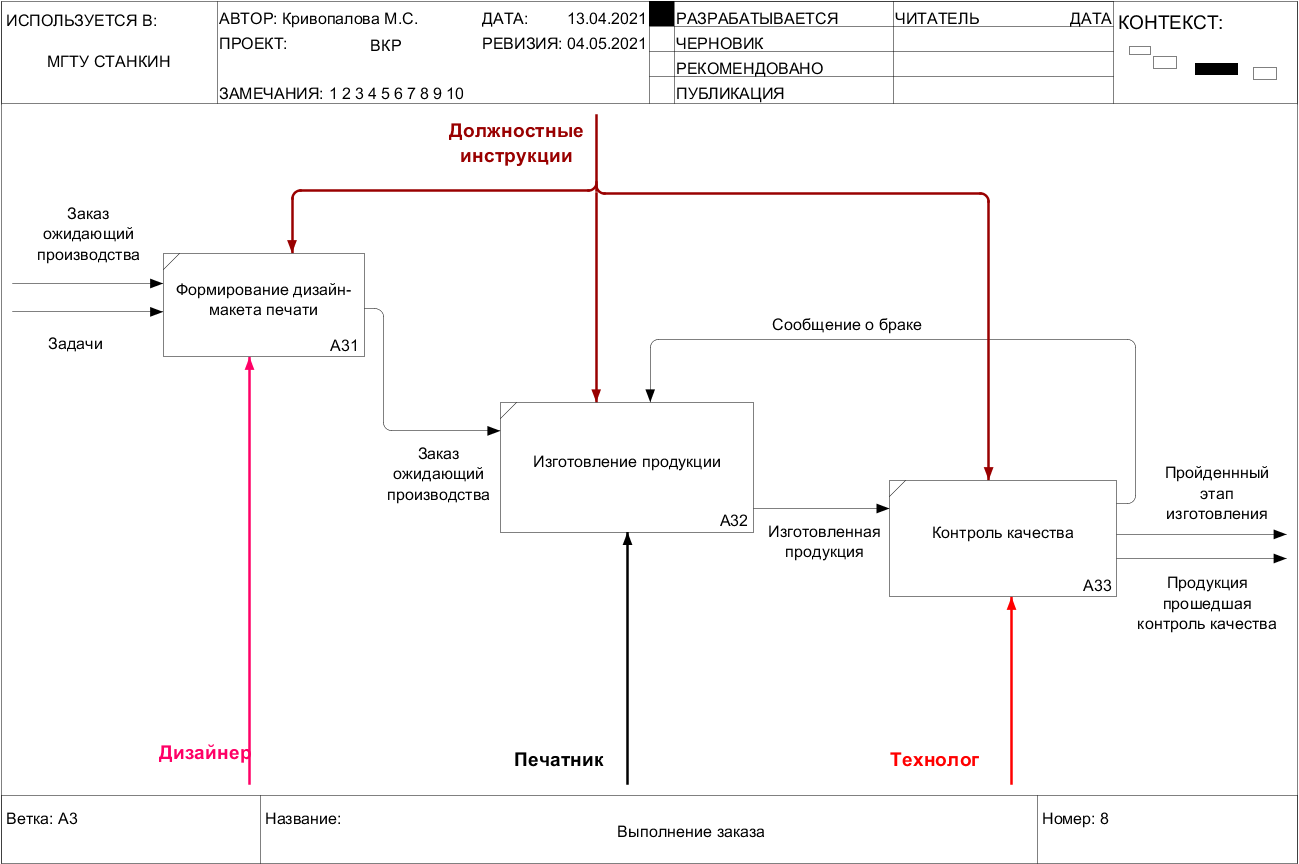 ИСПОЛЬЗУЕТСЯ В:
МГТУ СТАНКИН
АВТОР: Кривопалова М.С.
ДАТА: 13.04.2021
ПРОЕКТ: ВКР
РЕВИЗИЯ: 04.05.2021
ЗАМЕЧАНИЯ: 1 2 3 4 5 6 7 8 9 10
РАЗРАБАТЫВАЕТСЯ
ЧЕРНОВИК
РЕКОМЕНДОВАНО
ПУБЛИКАЦИЯ
ЧИТАТЕЛЬ ДАТА
КОНТЕКСТ:
Должностные
инструкции
Заказ
ожидающий
производства
Задачи
Формирование дизайн-
макета печати
A31
Сообщение о браке
Заказ
ожидающий
производства
Изготовление продукции
A32
Изготовленная
продукция
Контроль качества
A33
Пройденнный
этап
изготовления
Продукция
прошедшая
контроль качества
Дизайнер
Печатник
Технолог
Ветка: A3
Название:
Выполнение заказа
Номер: 8